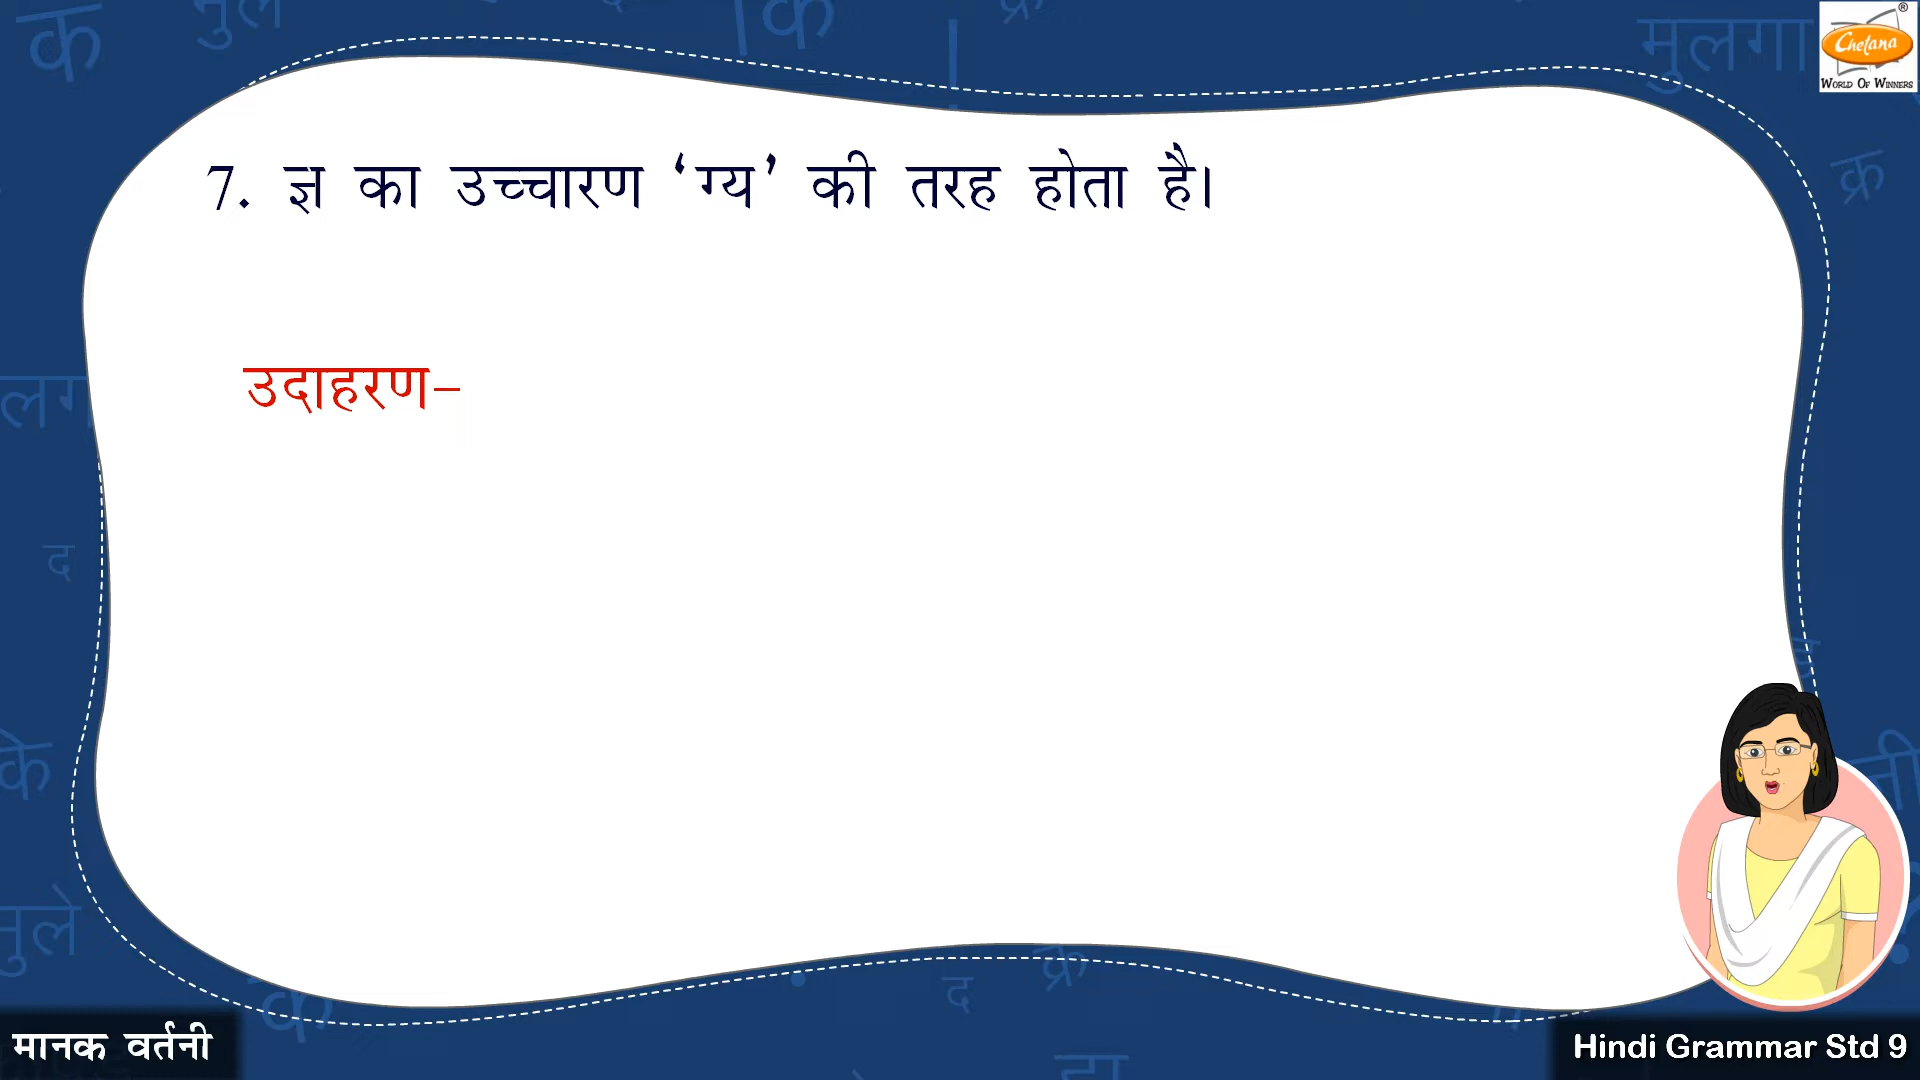 Chetana
®
WORLD OF WINNERS
7. ज्ञ का उच्चारण ‘ग्य’ की तरह होता है।
उदाहरण–
मानक वर्तनी
Hindi Grammar Std 9